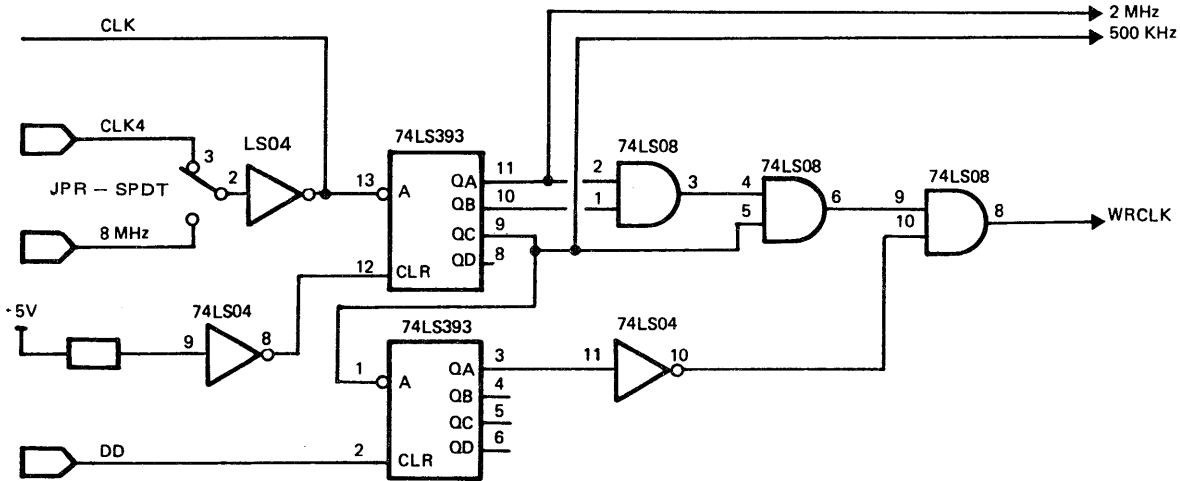 CLK
2 MHz
500 KHz
CLK4
3
LS04
74LS393
11
74LS08
2
74LS08
74LS08
JPR – SPDT
2
13
A
QA
10
1
3
4
6
9
8
WRCLK
QB
9
5
10
QC
8
8 MHz
12
CLR
QD
+5V
74LS04
74LS393
74LS04
9
8
1
A
QA
3
11
10
QB
4
QC
5
DD
2
CLR
QD
6